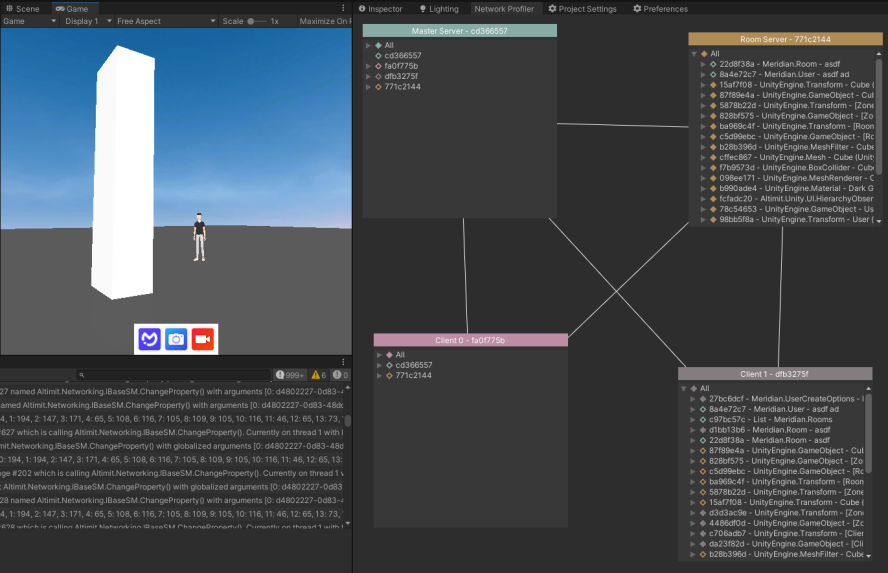 Scene
Game
Game
Display 1
Free Aspect
Scale
1x
Maximize On P
999+
6
0
27 named Altimit.Networking.IBaseSM.ChangeProperty() with arguments [0: d4802227-0d83-4
amed Altimit.Networking.IBaseSM.ChangeProperty() with arguments [0: d4802227-0d83-48dc
4, 1: 194, 2: 147, 3: 171, 4: 65, 5: 108, 6: 116, 7: 105, 8: 109, 9: 105, 10: 116, 11: 46, 12: 65, 13: 73,
#627 which is calling Altimit.Networking.IBaseSM.ChangeProperty(). Currently on thread 1 wit
imit.Networking.IBaseSM.ChangeProperty() with globalized arguments [0: d4802227-0d83-48
0: 194, 1: 194, 2: 147, 3: 171, 4: 65, 5: 108, 6: 116, 7: 105, 8: 109, 9: 105, 10: 116, 11: 46, 12: 65, 13:
ge #202 which is calling Altimit.Networking.IBaseSM.ChangeProperty(). Currently on thread 1 v
: Altimit.Networking.IBaseSM.ChangeProperty() with globalized arguments [0: d4802227-0d83
28 named Altimit.Networking.IBaseSM.ChangeProperty() with arguments [0: d4802227-0d83-4
4, 1: 194, 2: 147, 3: 171, 4: 65, 5: 108, 6: 116, 7: 105, 8: 109, 9: 105, 10: 116, 11: 46, 12: 65, 13: 73,
#628 which is calling Altimit.Networking.IBaseSM.ChangeProperty(). Currently on thread 1 with l
Inspector
Lighting
Network Profiler
Project Settings
Preferences
Master Server - cd366557
All
cd366557
fa0f775b
dfb3275f
771c2144
Room Server - 771c2144
All
22d8f38a - Meridian.Room - asdf
8a4e72c7 - Meridian.User - asdf ad
15af7f08 - UnityEngine.Transform - Cube (
87f89e4a - UnityEngine.GameObject - Cul
5878b22d - UnityEngine.Transform - [Zone
828bf575 - UnityEngine.GameObject - [Zo
ba969c4f - UnityEngine.Transform - [Room
c5d99ebc - UnityEngine.GameObject - [Rc
b28b396d - UnityEngine.MeshFilter - Cube
cffec867 - UnityEngine.Mesh - Cube (Unity
f7b9573d - UnityEngine.BoxCollider - Cub
098ee171 - UnityEngine.MeshRenderer - C
b990ade4 - UnityEngine.Material - Dark G
fcfadc20 - Altimit.Unity.UI.HierarchyObser
78c54653 - UnityEngine.GameObject - Us
98bb5f8a - UnityEngine.Transform - User (
Client 0 - fa0f775b
All
cd366557
771c2144
Client 1 - dfb3275f
All
27bc6dcf - Meridian.UserCreateOptions - I
8a4e72c7 - Meridian.User - asdf ad
c97bc57c - List - Meridian.Rooms
d1bb13b6 - Meridian.Room - asdf
22d8f38a - Meridian.Room - asdf
87f89e4a - UnityEngine.GameObject - Cul
828bf575 - UnityEngine.GameObject - [Zo
c5d99ebc - UnityEngine.GameObject - [Rc
ba969c4f - UnityEngine.Transform - [Room
5878b22d - UnityEngine.Transform - [Zone
15af7f08 - UnityEngine.Transform - Cube (
d3d3ac9e - UnityEngine.Transform - [Zone
4486df0d - UnityEngine.GameObject - [Zo
c706adb7 - UnityEngine.Transform - [Clien
da23f82d - UnityEngine.GameObject - [Cli
b28b396d - UnityEngine.MeshFilter - Cube